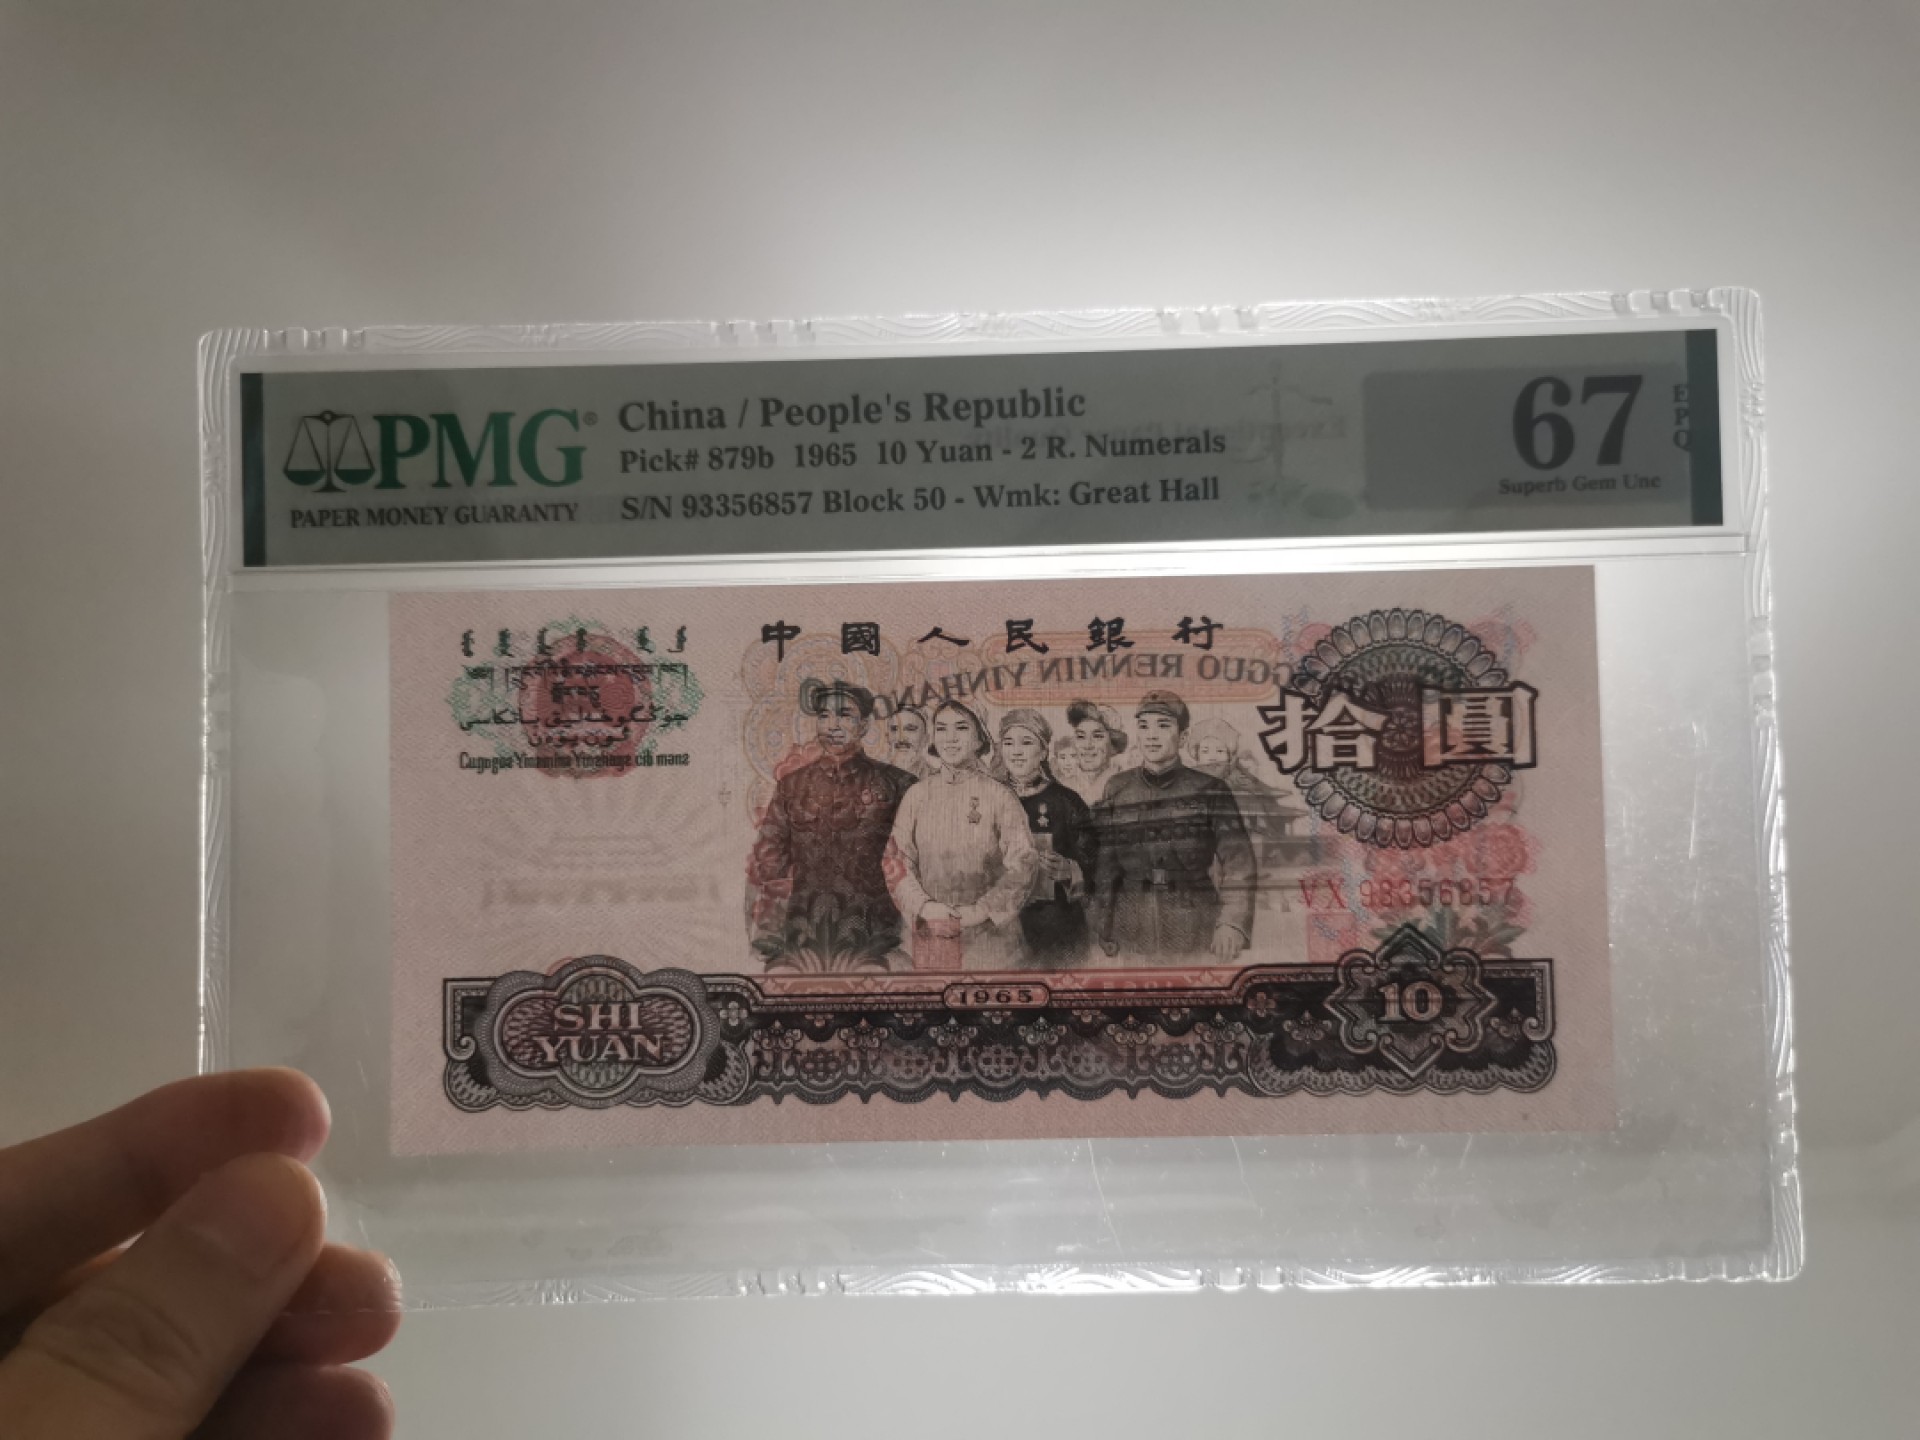 PMG®
PAPER MONEY GUARANTY
China / People's Republic
Pick# 879b 1965 10 Yuan - 2 R. Numerals
S/N 93356857 Block 50 - Wmk: Great Hall
67
EPQ
Superb Gem Unc
中國人民銀行
拾圓
VX 93356857
1965
SHI
YUAN
10